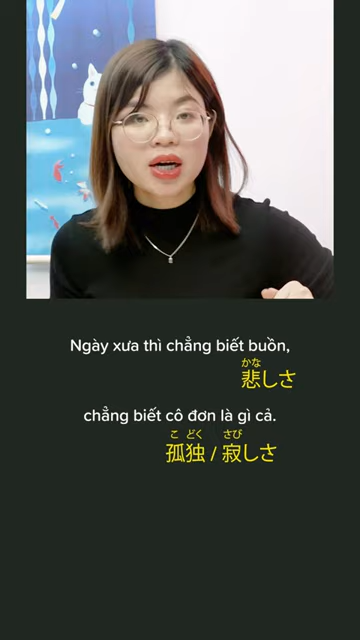 Ngày xưa thì chẳng biết buồn,
かな
悲しさ
chẳng biết cô đơn là gì cả.
こ どく さび
孤独 / 寂しさ